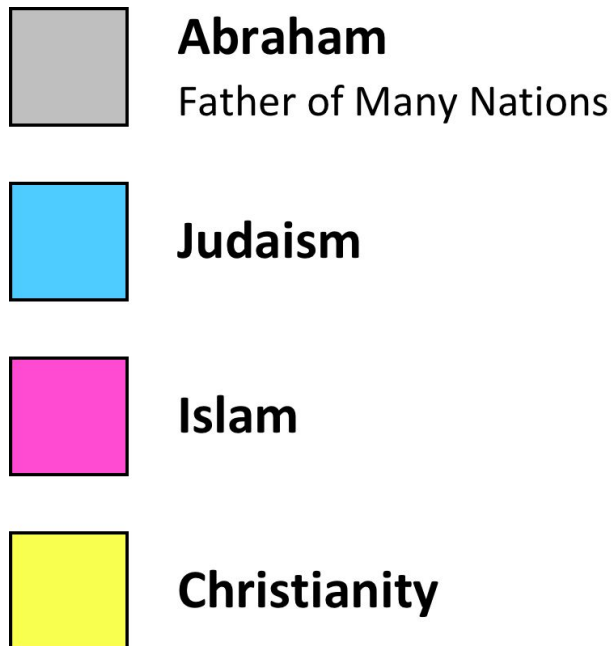 Abraham
Father of Many Nations
Judaism
Islam
Christianity